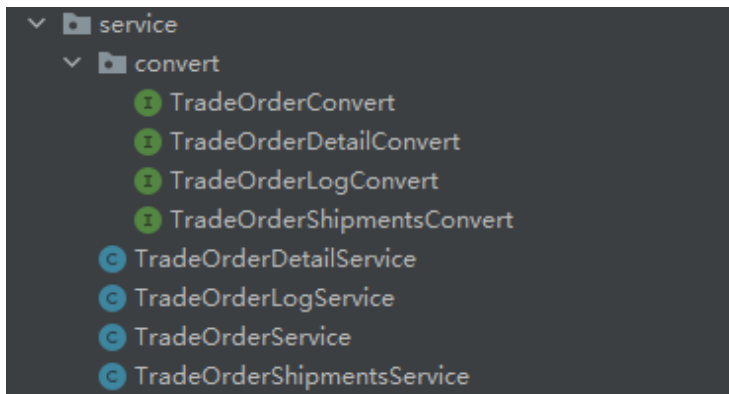 service
convert
I TradeOrderConvert
I TradeOrderDetailConvert
I TradeOrderLogConvert
I TradeOrderShipmentsConvert
C TradeOrderDetailService
C TradeOrderLogService
C TradeOrderService
C TradeOrderShipmentsService